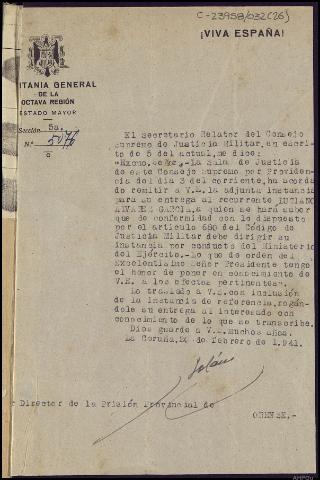 C-23958/032(26)
¡VIVA ESPAÑA!
ITANIA GENERAL
DE LA
OCTAVA REGIÓN
ESTADO MAYOR
Sección 5a.
N.º 5076
El Secretario Relator del Consejo
Supremo de Justicia Militar, en escri-
to de 5 del actual, me dice:
"Excmo. Señor.-La Sala de Justicia
de este Consejo Supremo por Providen-
cia del día 3 del corriente, ha acorda
do remitir a V.E. la adjunta instancia
para su entrega al recurrente LUCIANO
ALVAREZ GARCIA, a quien se hará saber
que de conformidad con lo dispuesto
por el artículo 680 del Código de
Justicia Militar debe dirigir su
instancia por conducto del Ministerio
del Ejército.-Lo que de orden del
Excelentísimo Señor Presidente tengo
el honor de poner en conocimiento de
V.E. a los efectos pertinentes".
Lo traslado a V.S. con inclusión
de la instancia de referencia, rogán-
dole su entrega al interesado con
conocimiento de lo que se transcribe.
Dios guarde a V.S. muchos años.
La Coruña, de febrero de 1.941.
r Director de la Prisión Provincial de
ORENSE,-